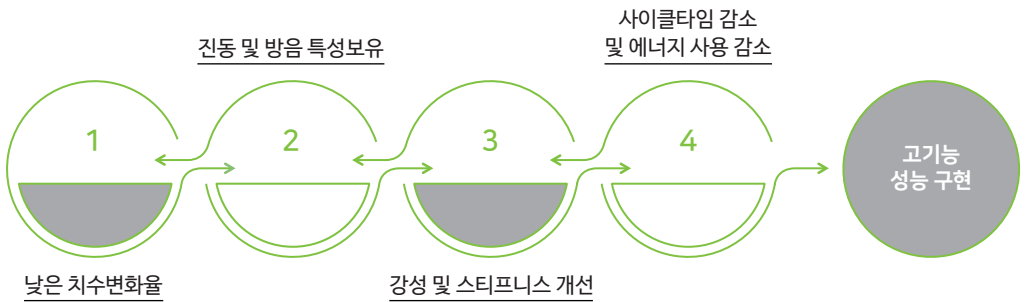 1
낮은 치수변화율
진동 및 방음 특성보유
2
3
강성 및 스티프니스 개선
사이클타임 감소
및 에너지 사용 감소
4
고기능
성능 구현